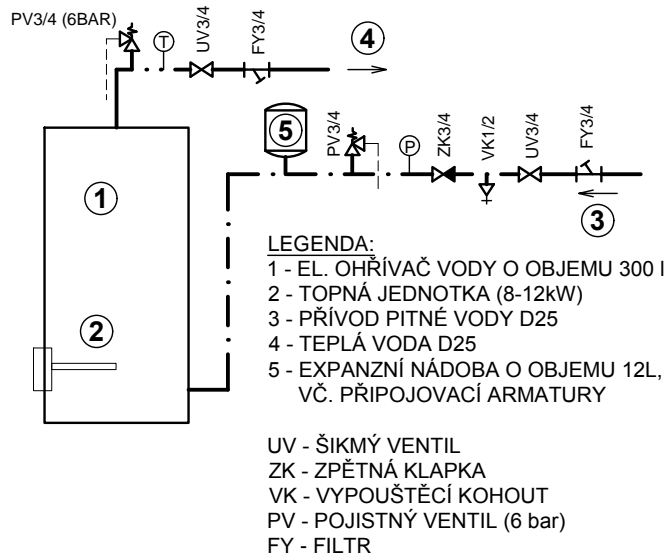 PV3/4 (6BAR)
T
UV3/4
FY3/4
4
5
PV3/4
P
ZK3/4
VK1/2
UV3/4
FY3/4
3
1
2
LEGENDA:
1 - EL. OHŘÍVAČ VODY O OBJEMU 300 l
2 - TOPNÁ JEDNOTKA (8-12kW)
3 - PŘÍVOD PITNÉ VODY D25
4 - TEPLÁ VODA D25
5 - EXPANZNÍ NÁDOBA O OBJEMU 12L,
VČ. PŘIPOJOVACÍ ARMATURY
UV - ŠIKMÝ VENTIL
ZK - ZPĚTNÁ KLAPKA
VK - VYPOUŠTĚCÍ KOHOUT
PV - POJISTNÝ VENTIL (6 bar)
FY - FILTR